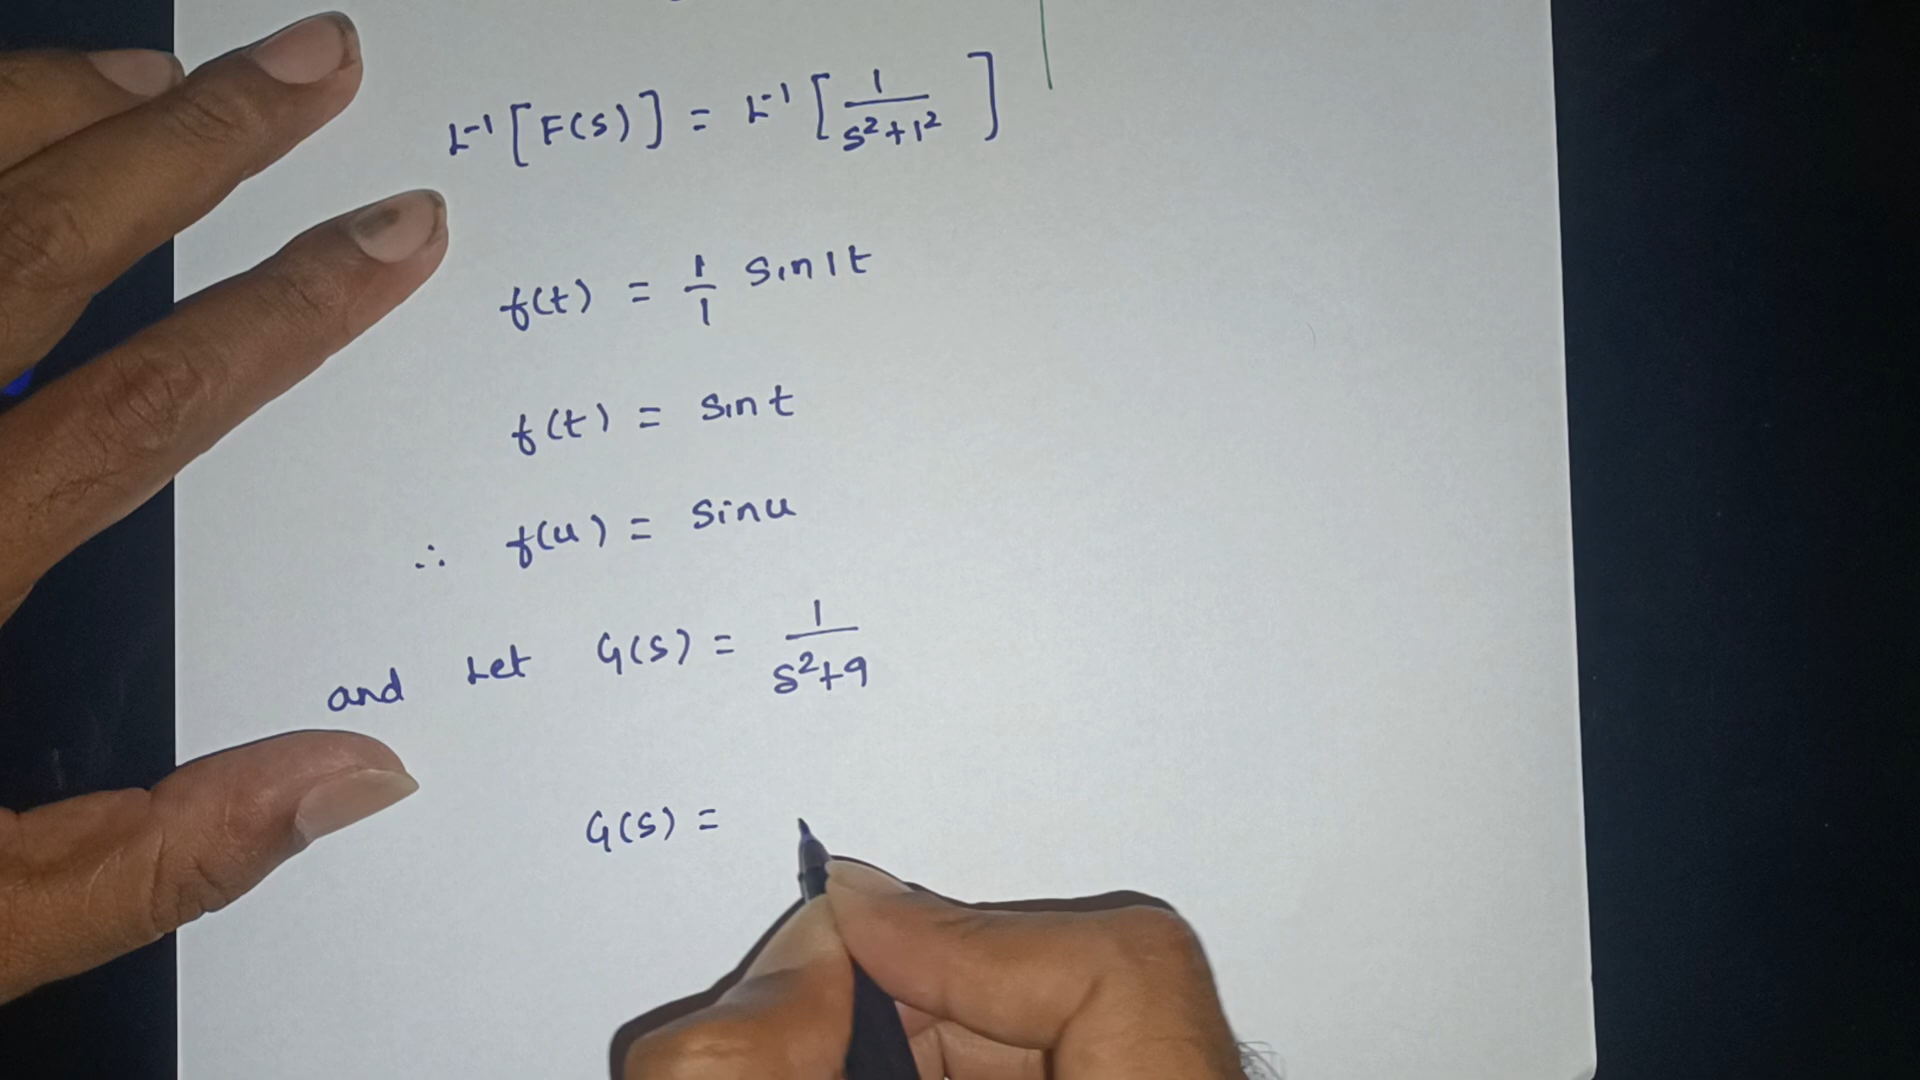 L⁻¹[F(s)] = L⁻¹[1/(s²+1²)]
f(t) = 1/1 sin1t
f(t) = sint
∴ f(u) = sinu
and Let G(s) = 1/(s²+9)
G(s) =